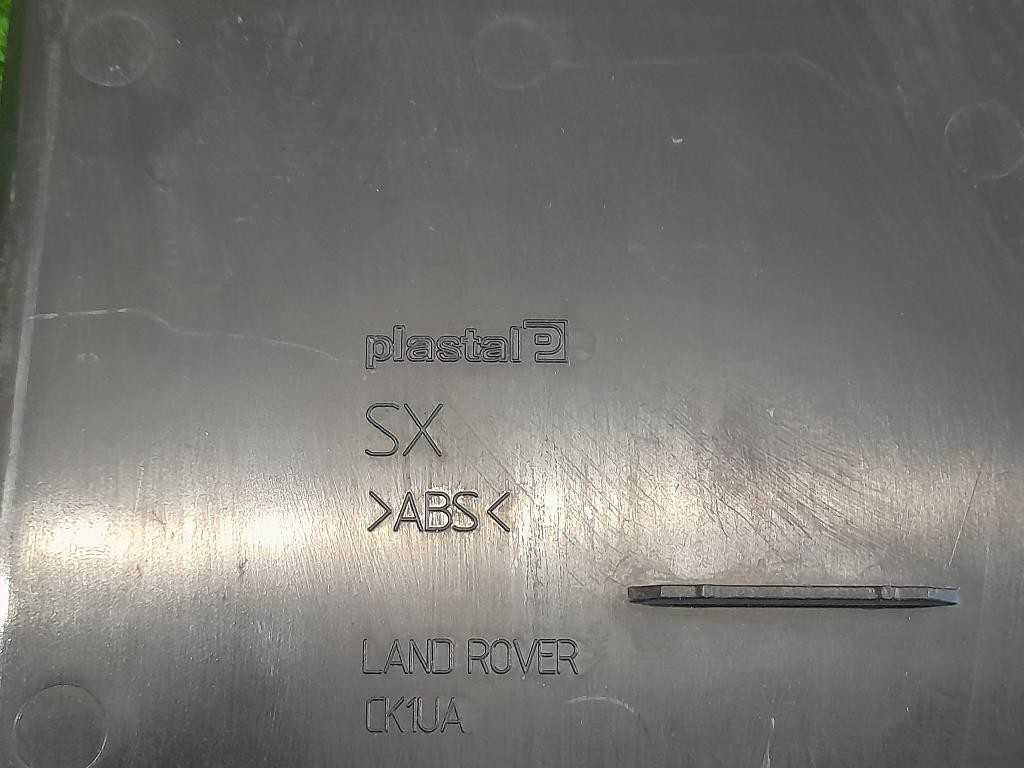 plastal P
SX
>ABS<
LAND ROVER
CK1UA